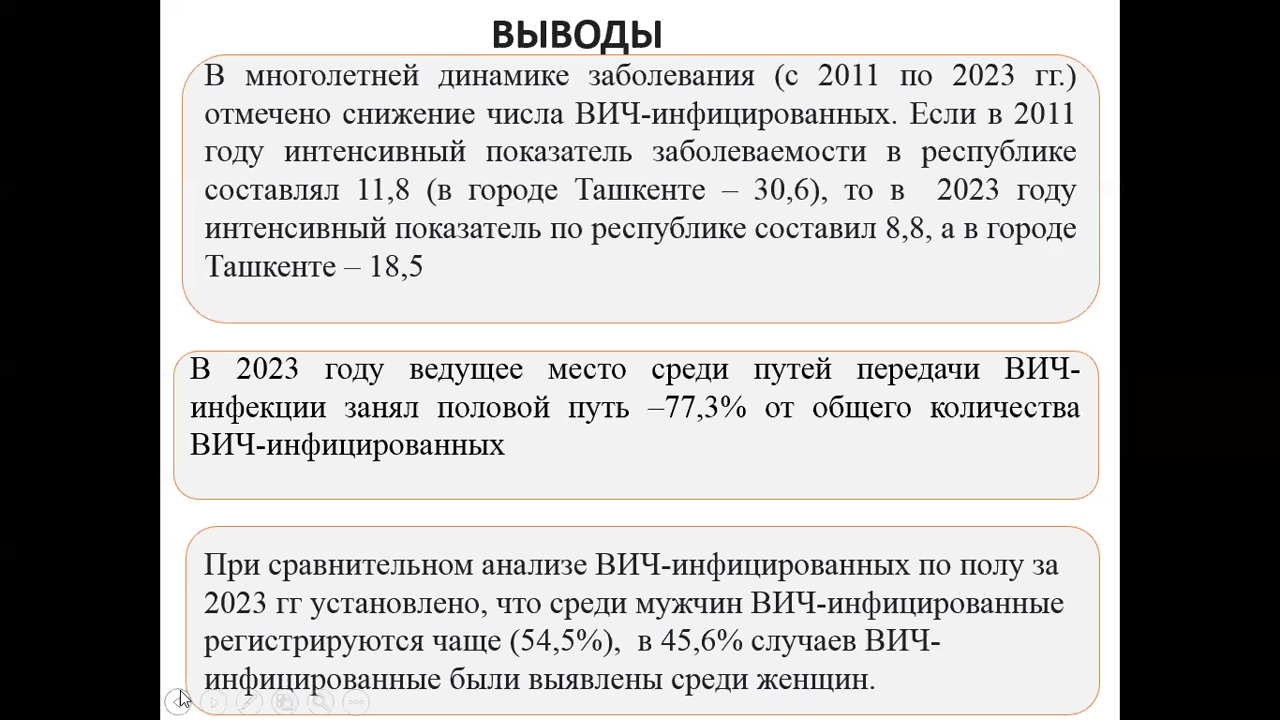 ВЫВОДЫ
В многолетней динамике заболевания (с 2011 по 2023 гг.)
отмечено снижение числа ВИЧ-инфицированных. Если в 2011
году интенсивный показатель заболеваемости в республике
составлял 11,8 (в городе Ташкенте – 30,6), то в 2023 году
интенсивный показатель по республике составил 8,8, а в городе
Ташкенте – 18,5
В 2023 году ведущее место среди путей передачи ВИЧ-
инфекции занял половой путь –77,3% от общего количества
ВИЧ-инфицированных
При сравнительном анализе ВИЧ-инфицированных по полу за
2023 гг установлено, что среди мужчин ВИЧ-инфицированные
регистрируются чаще (54,5%), в 45,6% случаев ВИЧ-
инфицированные были выявлены среди женщин.